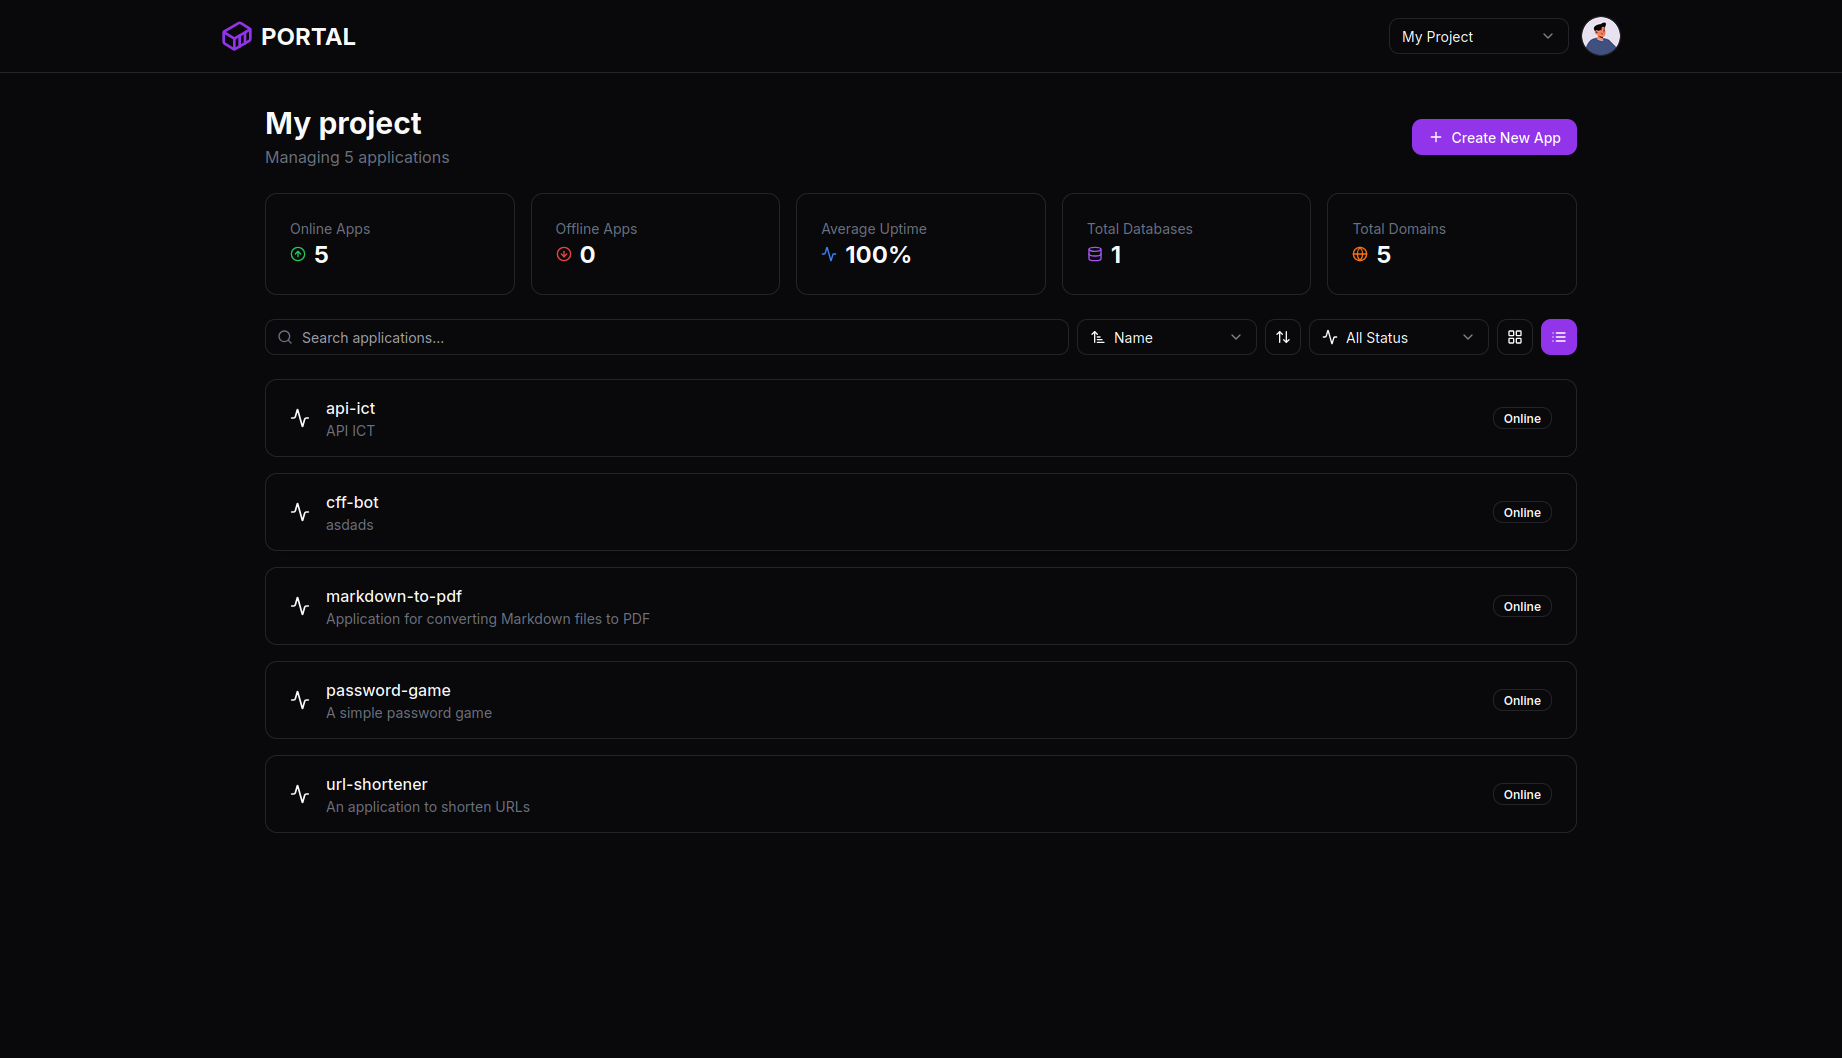 PORTAL
My Project
My project
Managing 5 applications
Create New App
Online Apps
5
Offline Apps
0
Average Uptime
100%
Total Databases
1
Total Domains
5
Search applications...
Name
All Status
api-ict
API ICT
Online
cff-bot
asdads
Online
markdown-to-pdf
Application for converting Markdown files to PDF
Online
password-game
A simple password game
Online
url-shortener
An application to shorten URLs
Online